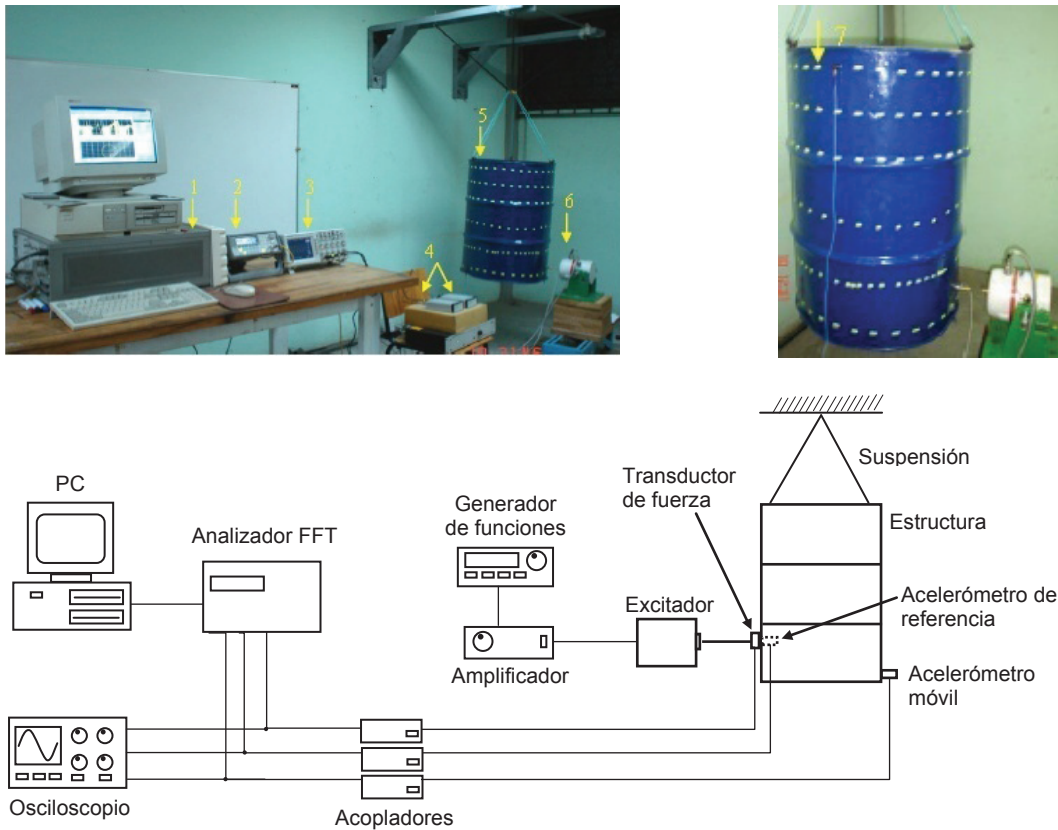 1
2
3
4
5
6
7
PC
Analizador FFT
Generador
de funciones
Transductor
de fuerza
Suspensión
Estructura
Excitador
Acelerómetro de
referencia
Amplificador
Acelerómetro
móvil
Osciloscopio
Acopladores